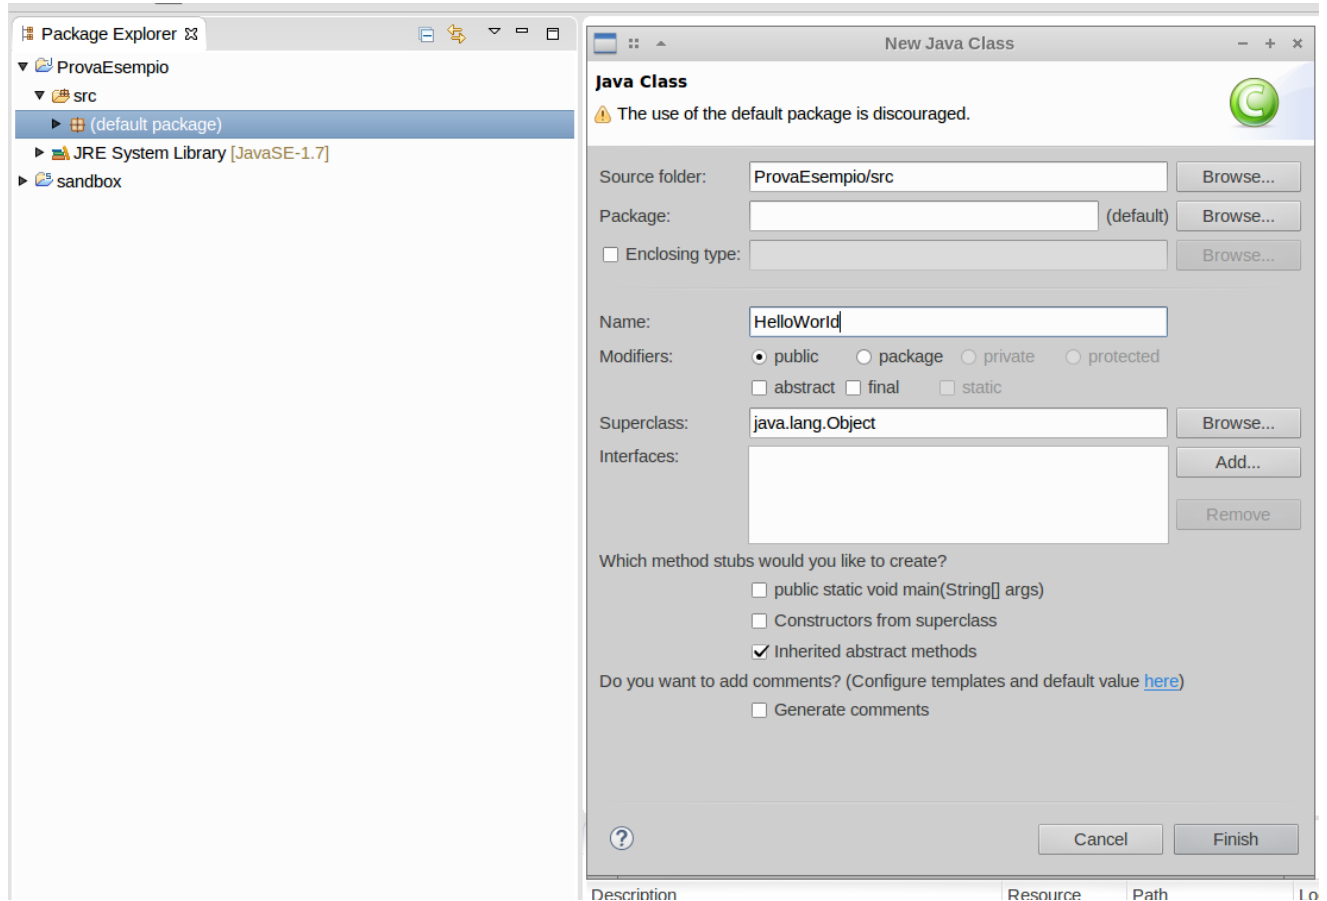 Package Explorer
ProvaEsempio
src
(default package)
JRE System Library [JavaSE-1.7]
sandbox
New Java Class
Java Class
The use of the default package is discouraged.
Source folder: ProvaEsempio/src Browse...
Package: (default) Browse...
Enclosing type: Browse...
Name: HelloWorld
Modifiers: public package private protected
abstract final static
Superclass: java.lang.Object Browse...
Interfaces: Add...
Remove
Which method stubs would you like to create?
public static void main(String[] args)
Constructors from superclass
Inherited abstract methods
Do you want to add comments? (Configure templates and default value here)
Generate comments
? Cancel Finish
Description Resource Path